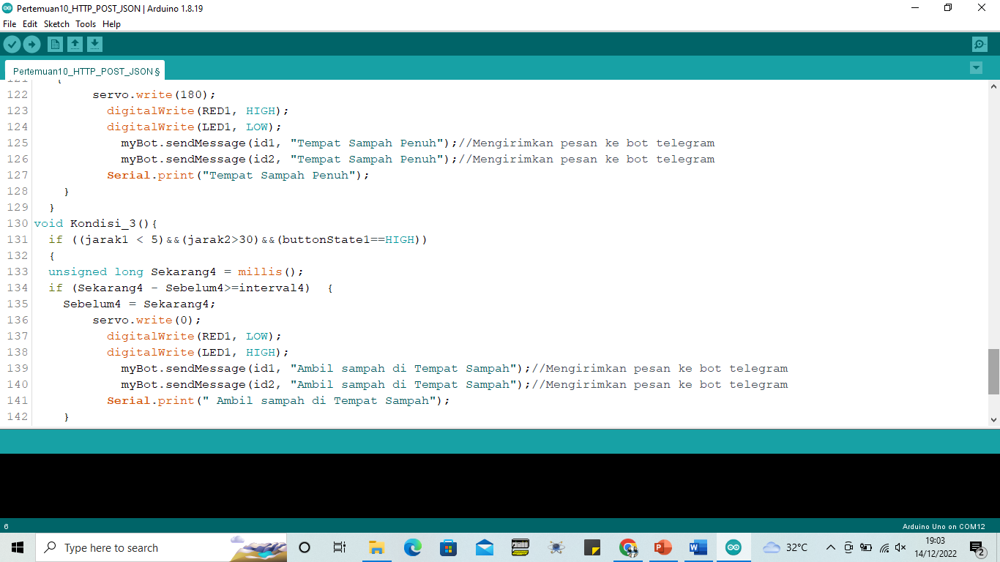 Pertemuan10_HTTP_POST_JSON | Arduino 1.8.19
File Edit Sketch Tools Help
Pertemuan10_HTTP_POST_JSON §
121 {
122 servo.write(180);
123 digitalWrite(RED1, HIGH);
124 digitalWrite(LED1, LOW);
125 myBot.sendMessage(id1, "Tempat Sampah Penuh");//Mengirimkan pesan ke bot telegram
126 myBot.sendMessage(id2, "Tempat Sampah Penuh");//Mengirimkan pesan ke bot telegram
127 Serial.print("Tempat Sampah Penuh");
128 }
129 }
130 void Kondisi_3(){
131 if ((jarak1 < 5)&&(jarak2>30)&&(buttonState1==HIGH))
132 {
133 unsigned long Sekarang4 = millis();
134 if (Sekarang4 - Sebelum4>=interval4) {
135 Sebelum4 = Sekarang4;
136 servo.write(0);
137 digitalWrite(RED1, LOW);
138 digitalWrite(LED1, HIGH);
139 myBot.sendMessage(id1, "Ambil sampah di Tempat Sampah");//Mengirimkan pesan ke bot telegram
140 myBot.sendMessage(id2, "Ambil sampah di Tempat Sampah");//Mengirimkan pesan ke bot telegram
141 Serial.print(" Ambil sampah di Tempat Sampah");
142 }
6 Arduino Uno on COM12
Type here to search
32°C
19:03
14/12/2022
2